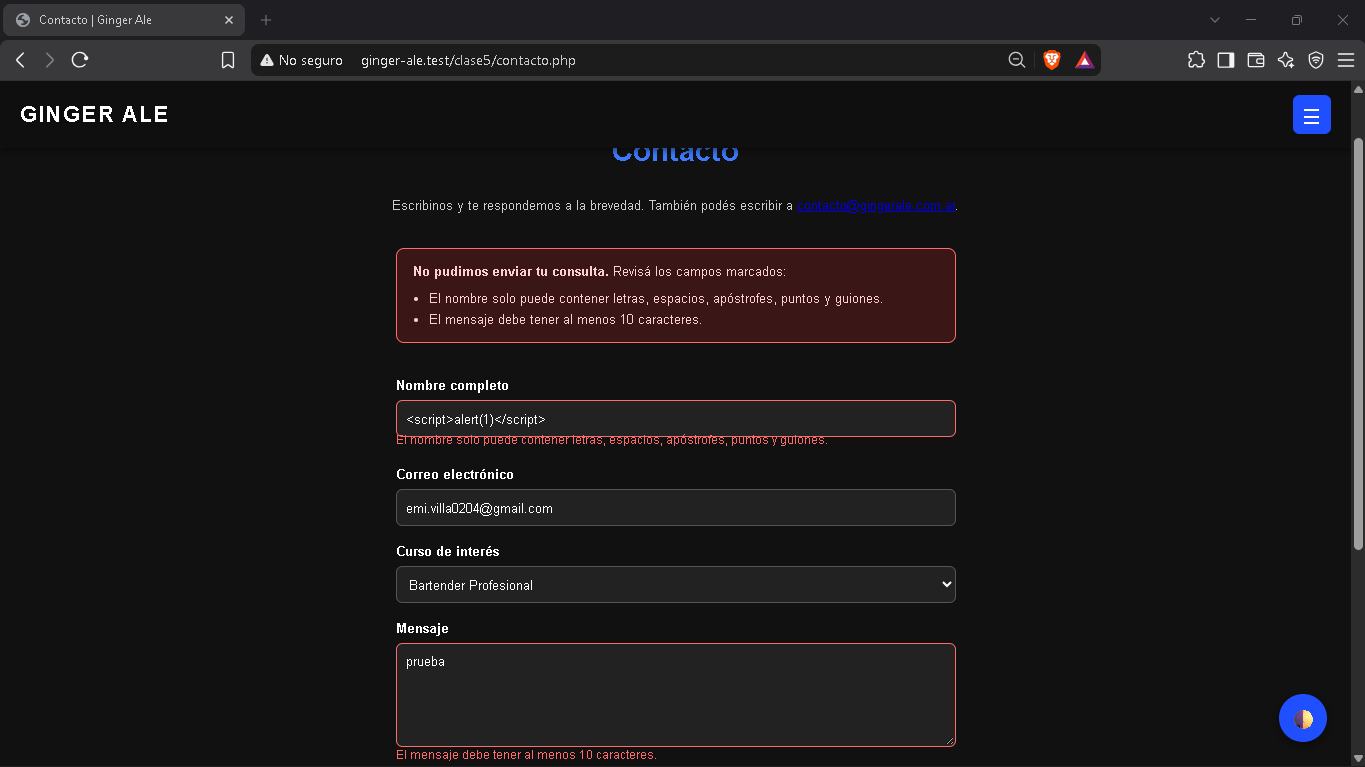 Contacto | Ginger Ale
No seguro ginger-ale.test/clase5/contacto.php
GINGER ALE
Contacto
Escribinos y te respondemos a la brevedad. También podés escribir a contacto@gingerale.com.ar.
No pudimos enviar tu consulta. Revisá los campos marcados:
• El nombre solo puede contener letras, espacios, apóstrofes, puntos y guiones.
• El mensaje debe tener al menos 10 caracteres.
Nombre completo
<script>alert(1)</script>
El nombre solo puede contener letras, espacios, apóstrofes, puntos y guiones.
Correo electrónico
emi.villa0204@gmail.com
Curso de interés
Bartender Profesional
Mensaje
prueba
El mensaje debe tener al menos 10 caracteres.